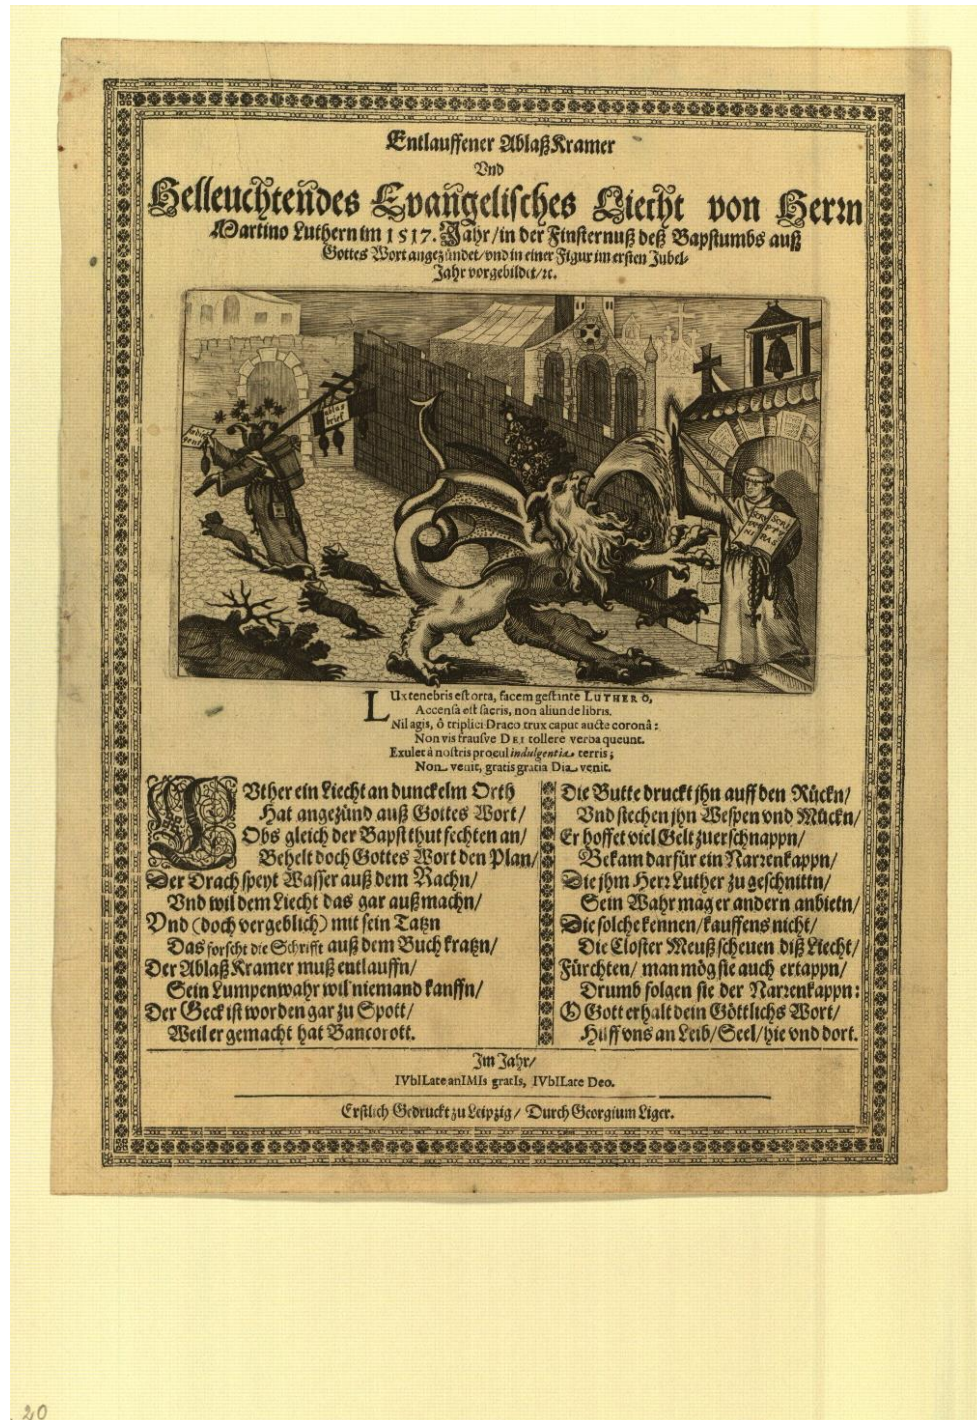 Entlauffener AblaßKramer
Vnd
Helleuchtendes Evangelisches Liecht von Herrn
Martino Luthern im 1517. Jahr/ in der Finsternuß deß Bapstumbs auß
Gottes Wort angezündet/ vnd in einer Figur im ersten Jubel-
Jahr vorgebildet/ ꝛc.
Ablas
brief
SCRI
PTU
RAS
LUx tenebris est orta, facem gestante LUTHERO,
Accensa est sacris, non aliunde libris.
Nil agis, ô triplici Draco trux caput aucte coronâ:
Non vis frausve DEI tollere verba queunt.
Exulet â nostris procul indulgentia terris;
Non venit, gratis gratia Dia venit.
LVther ein Liecht an dunckelm Orth
Hat angezünd auß Gottes Wort/
Obs gleich der Bapst thut fechten an/
Behelt doch Gottes Wort den Plan/
Der Drach speyt Wasser auß dem Rachn/
Vnd wil dem Liecht das gar außmachn/
Vnd (doch vergeblich) mit sein Tatzn
Das forscht die Schrifft auß dem Buch kratzn/
Der Ablaß Kramer muß entlauffn/
Sein Lumpenwahr wil niemand kauffn/
Der Geck ist worden gar zu Spott/
Weil er gemacht hat Bancorott.
Die Butte druckt jhn auff den Rückn/
Vnd stechen jhn Wespen vnd Mückn/
Er hoffet viel Gelt zuerschnappn/
Bekam darfür ein Narrenkappn/
Die jhm Herr Luther zu geschnittn/
Sein Wahr mag er andern anbietn/
Die solche kennen/ kauffens nicht/
Die Closter Meuß scheuen diß Liecht/
Fürchten/ man mög sie auch ertappn/
Drumb folgen sie der Narrenkappn:
O Gott erhalt dein Göttlichs Wort/
Hilff vns an Leib/ Seel/ hie vnd dort.
Im Jahr/
IVbILate anIMIs gratIs, IVbILate Deo.
Erstlich Gedruckt zu Leipzig/ Durch Georgium Liger.
20